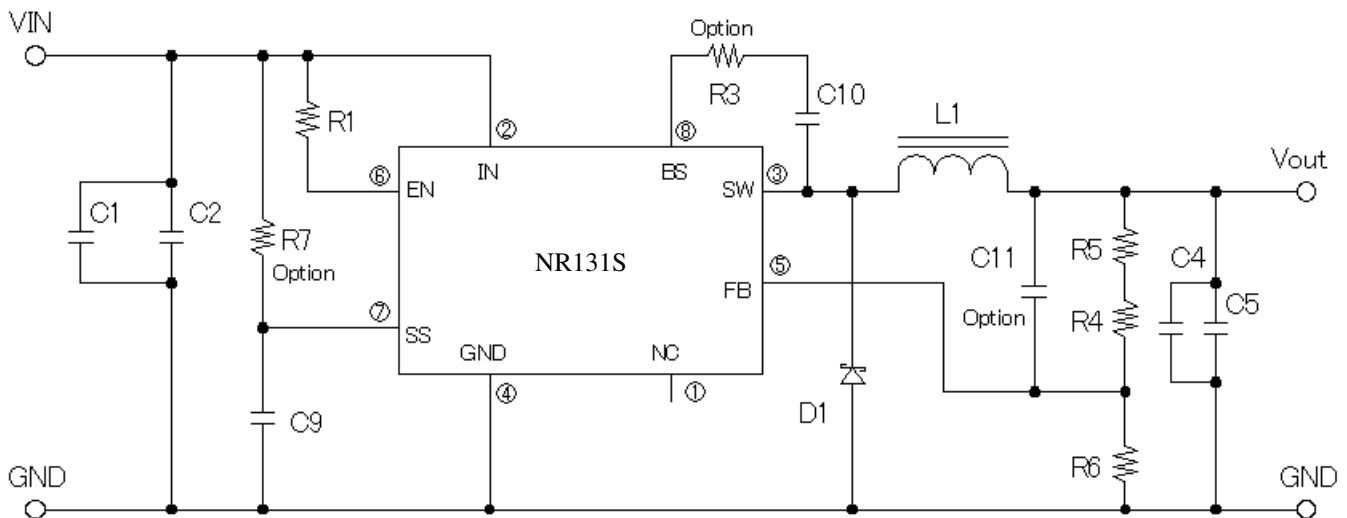 VIN
Option
R3
C10
L1
R1
②
⑧
Vout
⑥
EN
IN
BS
SW
③
C1
C2
R7
Option
NR131S
⑤
FB
C11
Option
R5
C4
C5
R4
⑦
SS
GND
NC
④
①
D1
C9
R6
GND
GND